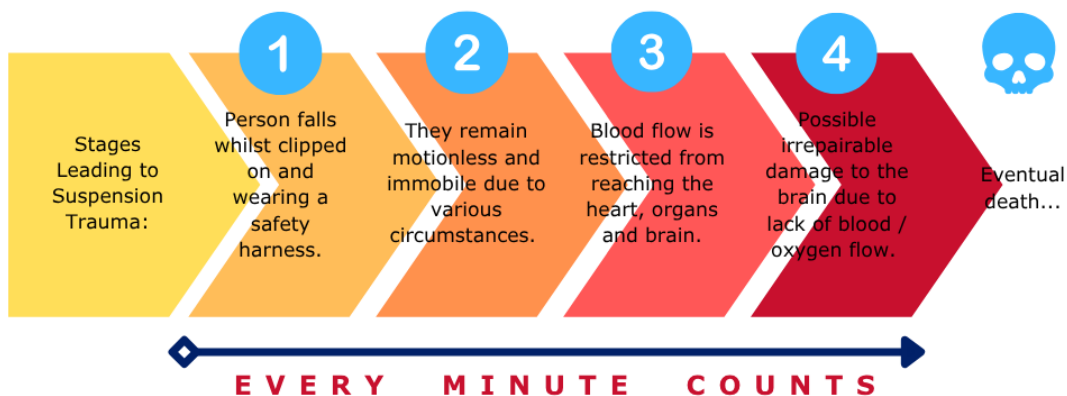 Stages
Leading to
Suspension
Trauma:
1
Person falls
whilst clipped
on and
wearing a
safety
harness.
2
They remain
motionless and
immobile due to
various
circumstances.
3
Blood flow is
restricted from
reaching the
heart, organs
and brain.
4
Possible
irrepairable
damage to the
brain due to
lack of blood /
oxygen flow.
Eventual
death...
EVERY MINUTE COUNTS